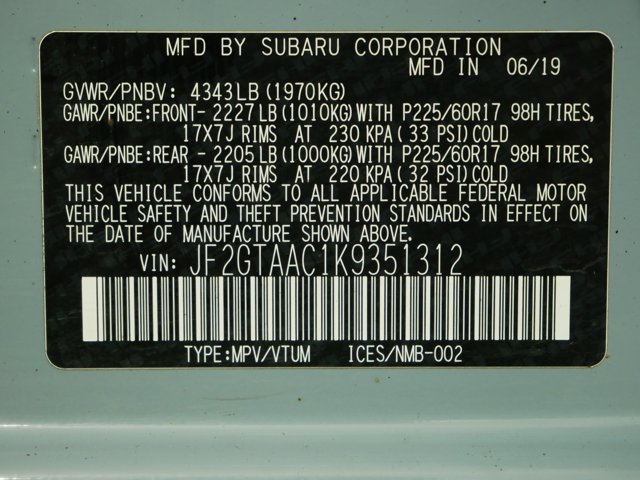 MFD BY SUBARU CORPORATION
MFD IN 06/19
GVWR/PNBV: 4343LB(1970KG)
GAWR/PNBE:FRONT- 2227LB(1010KG)WITH P225/60R17 98H TIRES,
17X7J RIMS AT 230 KPA(33 PSI)COLD
GAWR/PNBE:REAR - 2205LB(1000KG)WITH P225/60R17 98H TIRES,
17X7J RIMS AT 220 KPA(32 PSI)COLD
THIS VEHICLE CONFORMS TO ALL APPLICABLE FEDERAL MOTOR
VEHICLE SAFETY AND THEFT PREVENTION STANDARDS IN EFFECT ON
THE DATE OF MANUFACTURE SHOWN ABOVE.
VIN: JF2GTAAC1K9351312
TYPE:MPV/VTUM ICES/NMB-002